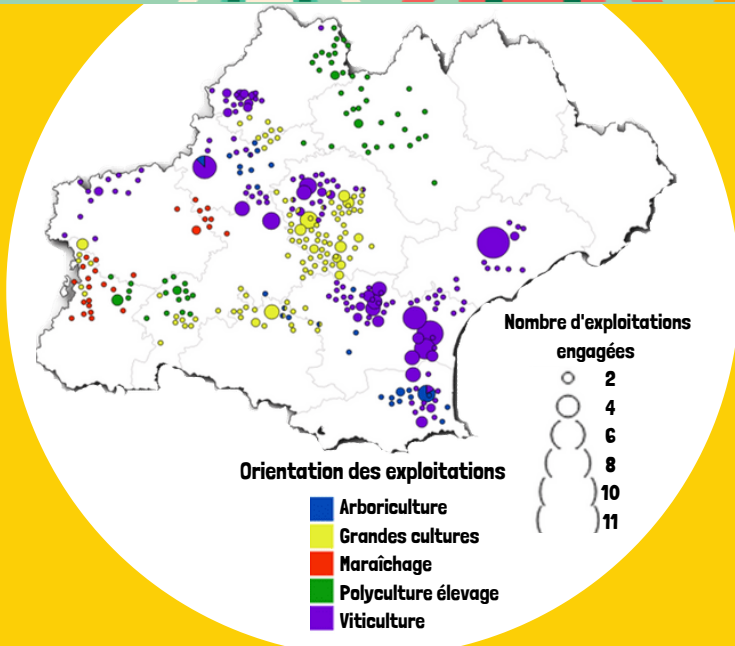 Nombre d'exploitations
engagées
2
4
6
8
10
11
Orientation des exploitations
Arboriculture
Grandes cultures
Maraîchage
Polyculture élevage
Viticulture